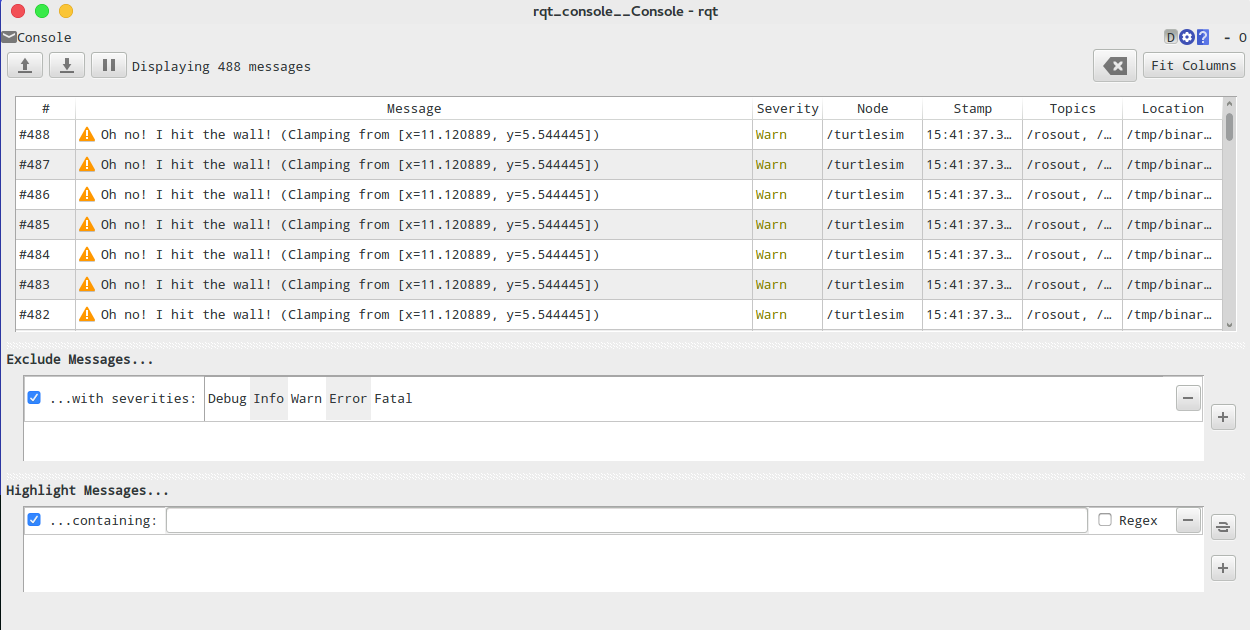 rqt_console__Console - rqt
Console D ? - O
Displaying 488 messages Fit Columns
# Message Severity Node Stamp Topics Location
#488 Oh no! I hit the wall! (Clamping from [x=11.120889, y=5.544445]) Warn /turtlesim 15:41:37.3… /rosout, /… /tmp/binar…
#487 Oh no! I hit the wall! (Clamping from [x=11.120889, y=5.544445]) Warn /turtlesim 15:41:37.3… /rosout, /… /tmp/binar…
#486 Oh no! I hit the wall! (Clamping from [x=11.120889, y=5.544445]) Warn /turtlesim 15:41:37.3… /rosout, /… /tmp/binar…
#485 Oh no! I hit the wall! (Clamping from [x=11.120889, y=5.544445]) Warn /turtlesim 15:41:37.3… /rosout, /… /tmp/binar…
#484 Oh no! I hit the wall! (Clamping from [x=11.120889, y=5.544445]) Warn /turtlesim 15:41:37.3… /rosout, /… /tmp/binar…
#483 Oh no! I hit the wall! (Clamping from [x=11.120889, y=5.544445]) Warn /turtlesim 15:41:37.3… /rosout, /… /tmp/binar…
#482 Oh no! I hit the wall! (Clamping from [x=11.120889, y=5.544445]) Warn /turtlesim 15:41:37.3… /rosout, /… /tmp/binar…
Exclude Messages...
...with severities: Debug Info Warn Error Fatal
Highlight Messages...
...containing: Regex